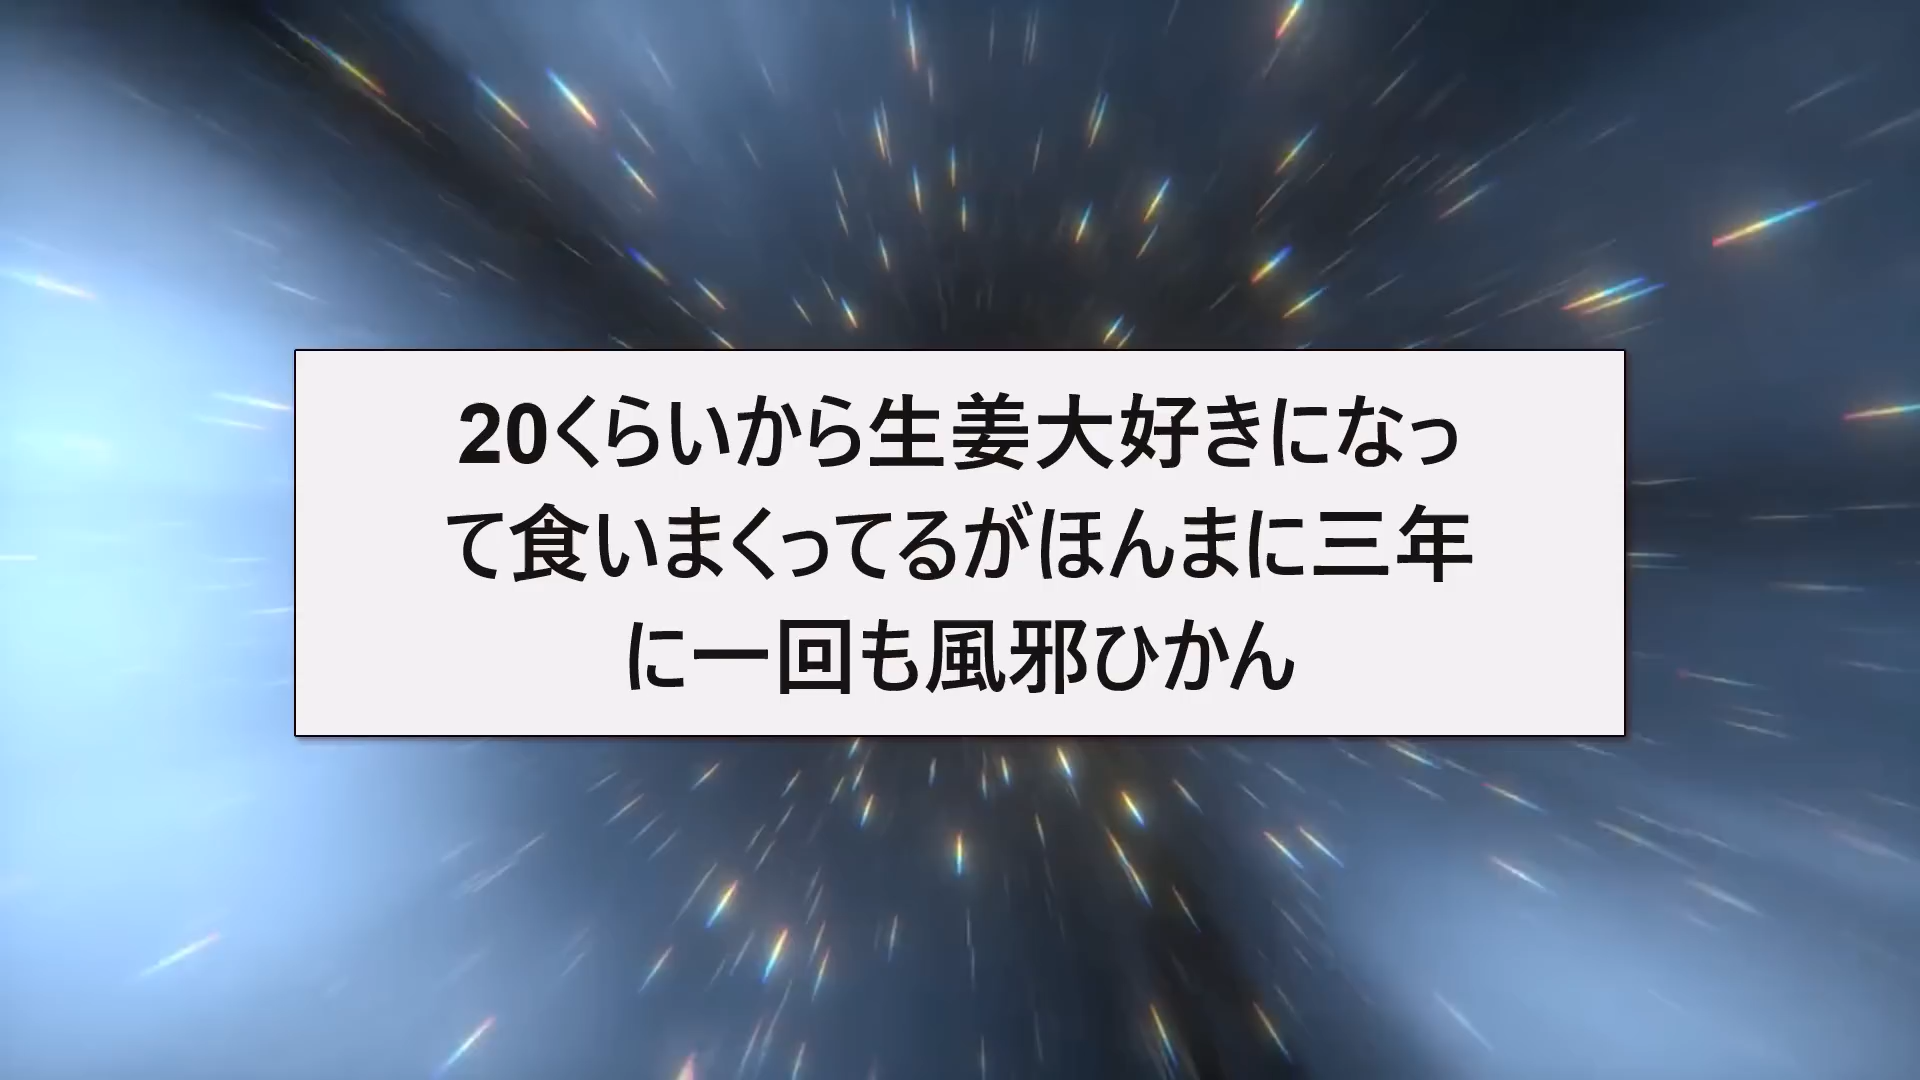 20くらいから生姜大好きになっ
て食いまくってるがほんまに三年
に一回も風邪ひかん